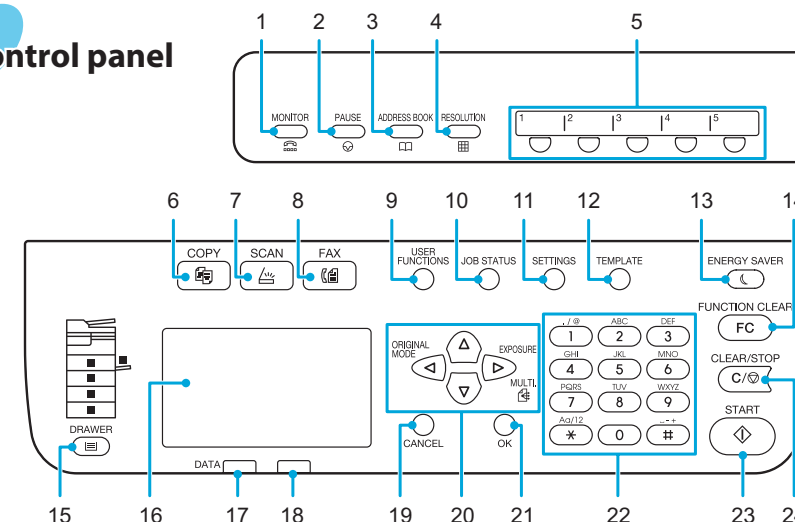 ontrol panel
1 2 3 4 5
MONITOR PAUSE ADDRESS BOOK RESOLUTION
1 2 3 4 5
6 7 8 9 10 11 12 13 14
COPY SCAN FAX
USER FUNCTIONS JOB STATUS SETTINGS TEMPLATE ENERGY SAVER
FUNCTION CLEAR
FC
ORIGINAL MODE EXPOSURE
MULTI.
. / @ ABC DEF
1 2 3
GHI JKL MNO
4 5 6
PQRS TUV WXYZ
7 8 9
Aa/12 _ - +
* 0 #
CLEAR/STOP
C/
START
DRAWER
CANCEL OK
DATA
15 16 17 18 19 20 21 22 23 24